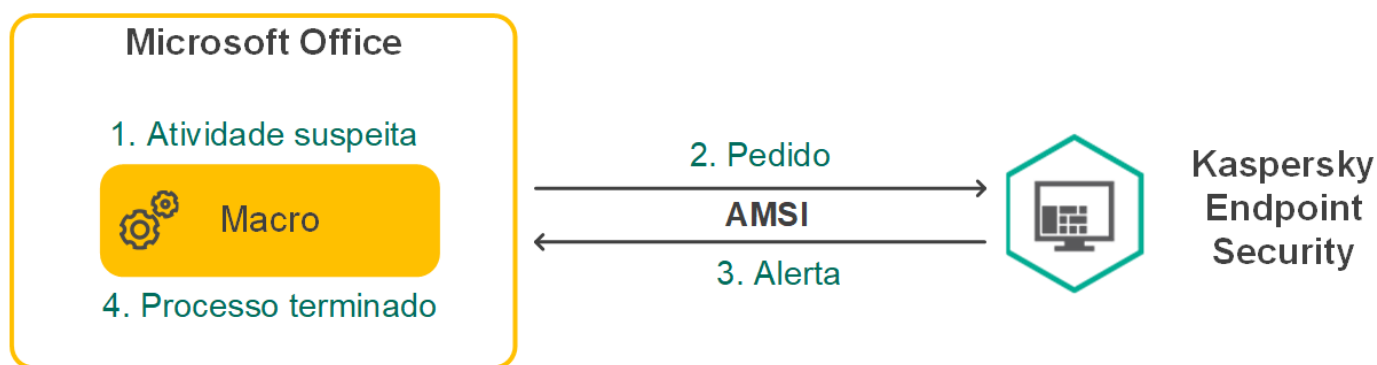 Microsoft Office
1. Atividade suspeita
Macro
4. Processo terminado
2. Pedido
AMSI
3. Alerta
Kaspersky
Endpoint
Security